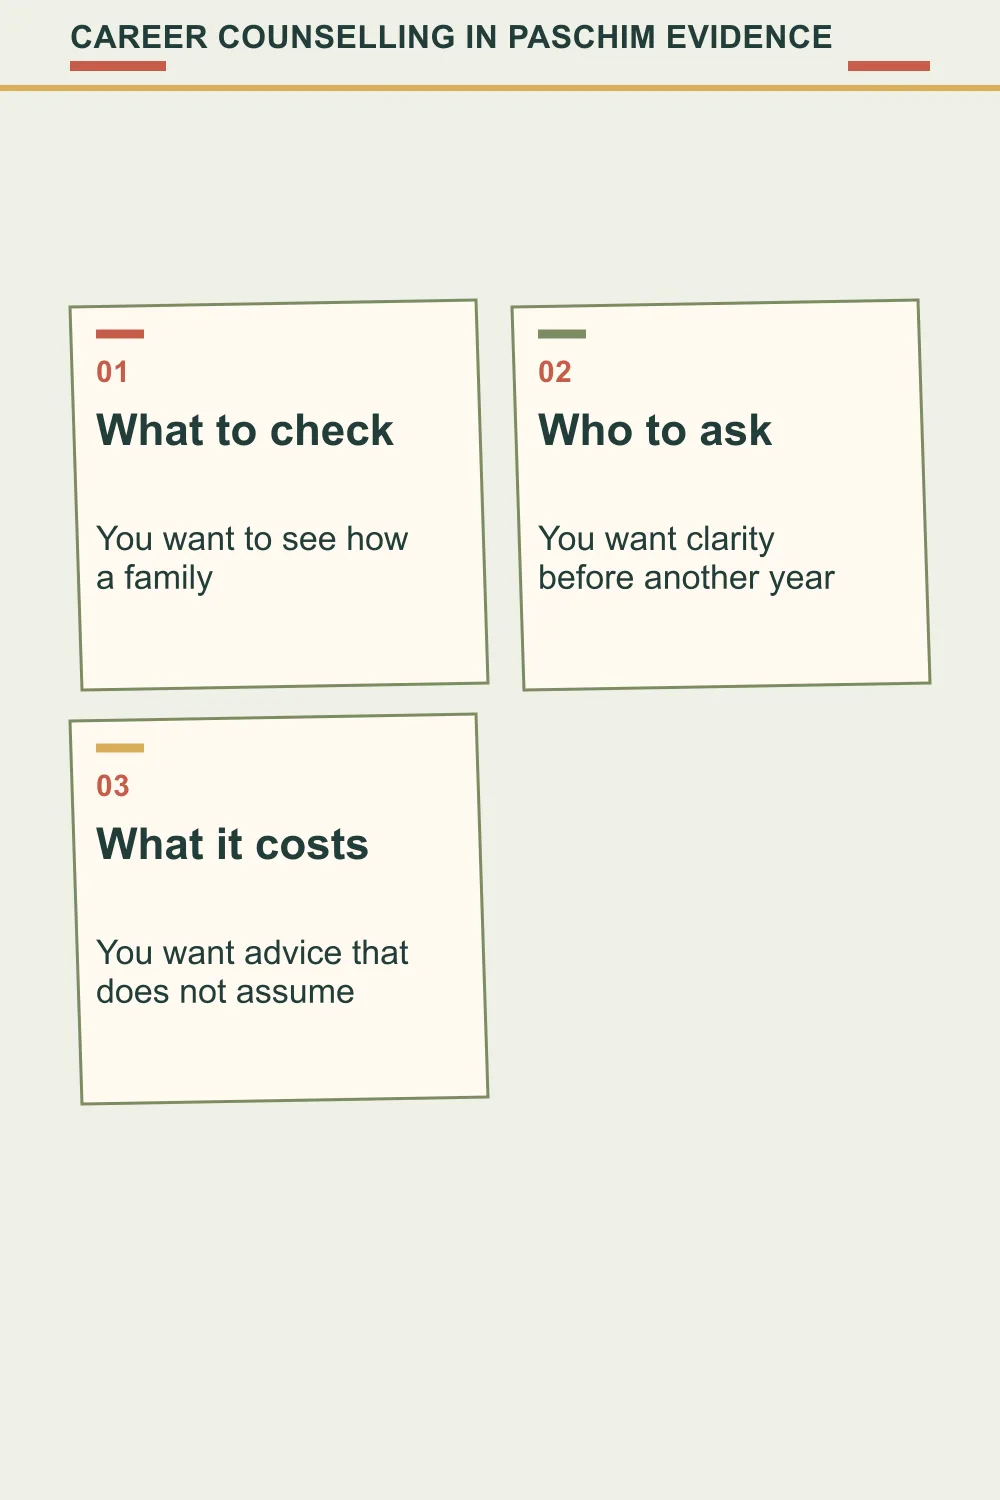 CAREER COUNSELLING IN PASCHIM EVIDENCE
01
What to check
You want to see how
a family
02
Who to ask
You want clarity
before another year
03
What it costs
You want advice that
does not assume